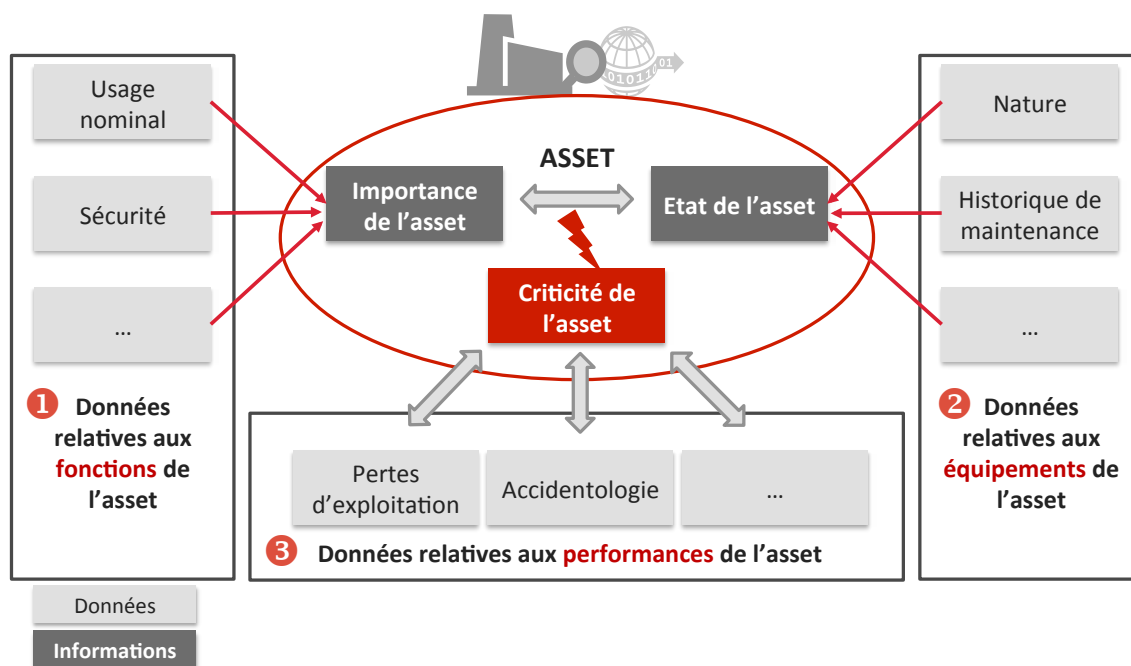 01
010110
Usage
nominal
Sécurité
...
❶ Données
relatives aux
fonctions de
l’asset
ASSET
Importance
de l’asset
Etat de l’asset
Criticité de
l’asset
Nature
Historique de
maintenance
...
❷ Données
relatives aux
équipements de
l’asset
Pertes
d’exploitation
Accidentologie
...
❸ Données relatives aux performances de l’asset
Données
Informations